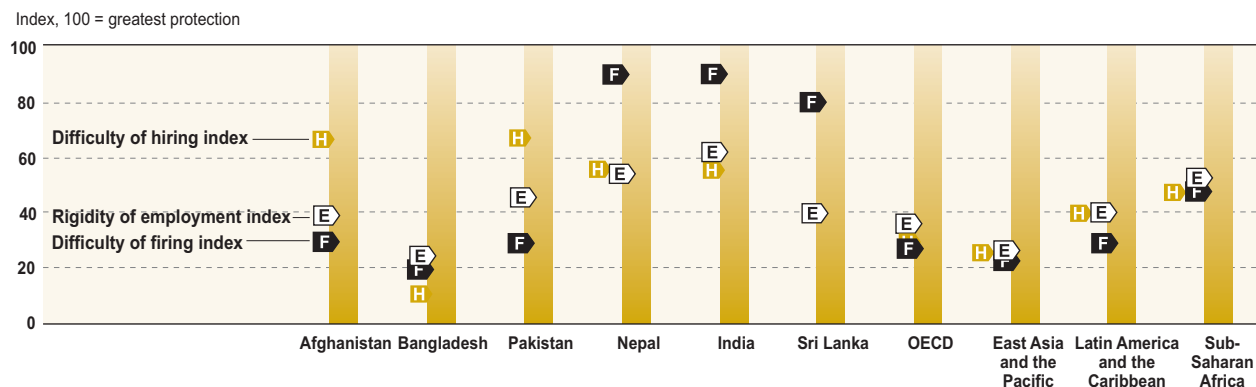 Index, 100 = greatest protection
100
80
60
40
20
0
Difficulty of hiring index
Rigidity of employment index
Difficulty of firing index
H
E
F
E
F
H
H
E
F
F
H
E
F
E
H
F
E
E
H
F
H
E
F
H
E
F
H
E
F
Afghanistan Bangladesh Pakistan Nepal India Sri Lanka OECD East Asia Latin America Sub-
and the and the Saharan
Pacific Caribbean Africa